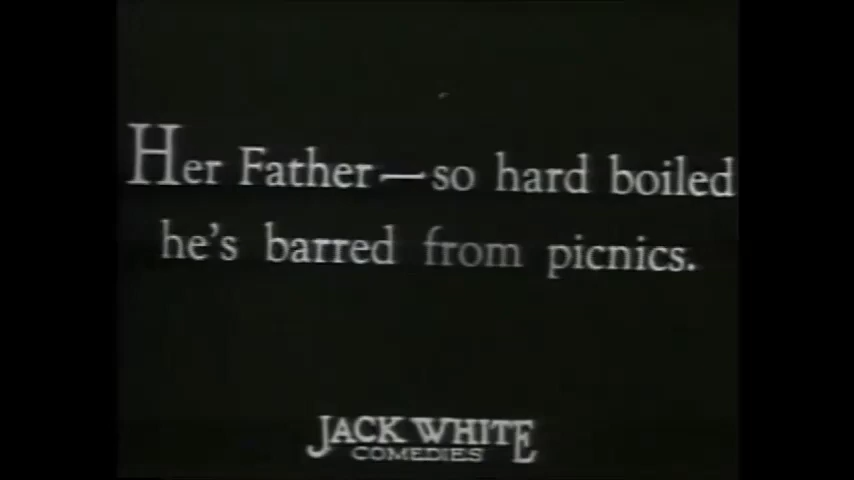 Her Father—so hard boiled
he's barred from picnics.
JACK WHITE
COMEDIES